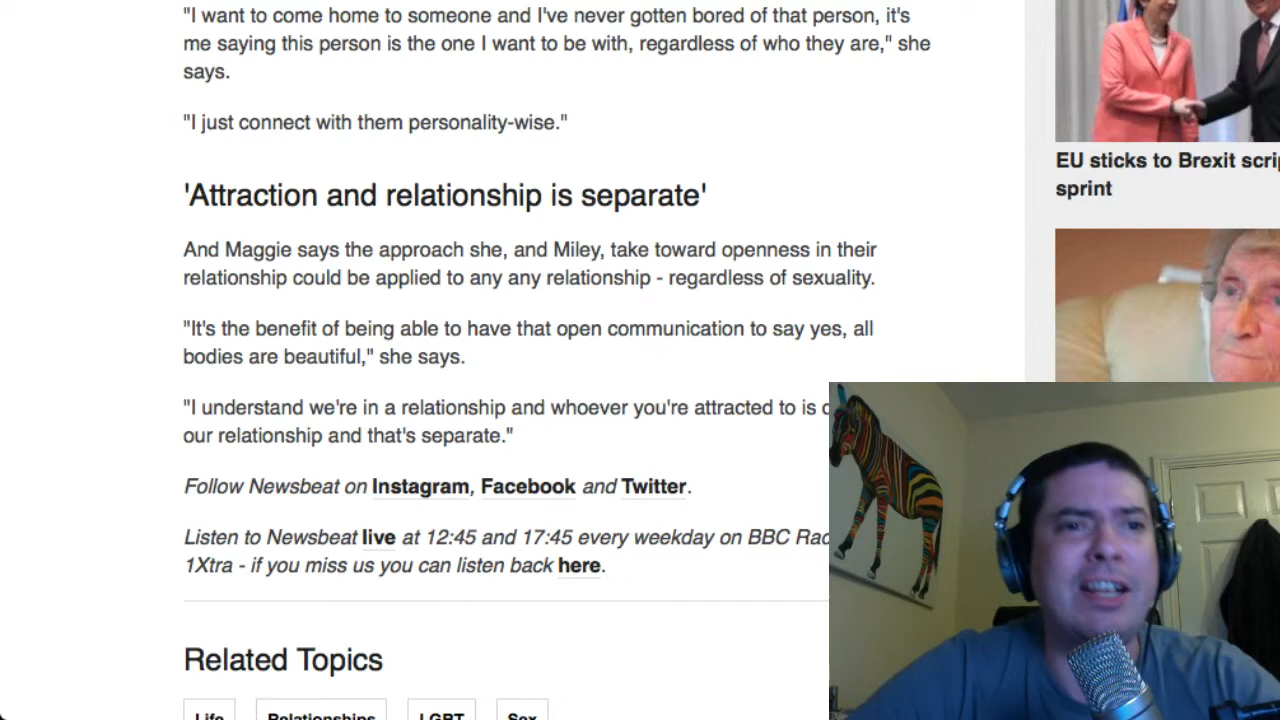 "I want to come home to someone and I've never gotten bored of that person, it's
me saying this person is the one I want to be with, regardless of who they are," she
says.
"I just connect with them personality-wise."
'Attraction and relationship is separate'
And Maggie says the approach she, and Miley, take toward openness in their
relationship could be applied to any any relationship - regardless of sexuality.
"It's the benefit of being able to have that open communication to say yes, all
bodies are beautiful," she says.
"I understand we're in a relationship and whoever you're attracted to is
our relationship and that's separate."
Follow Newsbeat on Instagram, Facebook and Twitter.
Listen to Newsbeat live at 12:45 and 17:45 every weekday on BBC
1Xtra - if you miss us you can listen back here.
Related Topics
Life Relationships LGBT Sex
EU sticks to Brexit
sprint